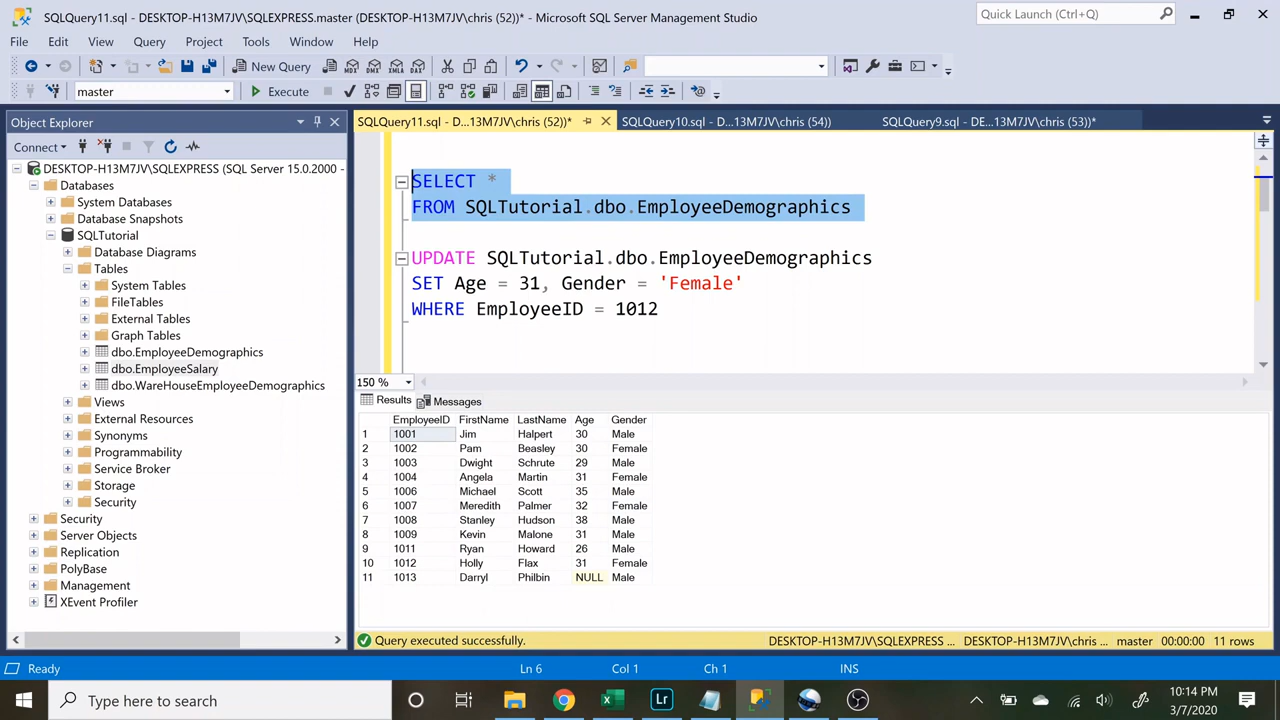 SQLQuery11.sql - DESKTOP-H13M7JV\SQLEXPRESS.master (DESKTOP-H13M7JV\chris (52))* - Microsoft SQL Server Management Studio
Quick Launch (Ctrl+Q)
File Edit View Query Project Tools Window Help
New Query
MDX DMX XMLA DAX
master
Execute
Object Explorer
SQLQuery11.sql - D...13M7JV\chris (52))*
SQLQuery10.sql - D...13M7JV\chris (54))
SQLQuery9.sql - DE...13M7JV\chris (53))*
Connect
DESKTOP-H13M7JV\SQLEXPRESS (SQL Server 15.0.2000 -
Databases
System Databases
Database Snapshots
SQLTutorial
Database Diagrams
Tables
System Tables
FileTables
External Tables
Graph Tables
dbo.EmployeeDemographics
dbo.EmployeeSalary
dbo.WareHouseEmployeeDemographics
Views
External Resources
Synonyms
Programmability
Service Broker
Storage
Security
Security
Server Objects
Replication
PolyBase
Management
XEvent Profiler
SELECT *
FROM SQLTutorial.dbo.EmployeeDemographics
UPDATE SQLTutorial.dbo.EmployeeDemographics
SET Age = 31, Gender = 'Female'
WHERE EmployeeID = 1012
150 %
Results Messages
EmployeeID FirstName LastName Age Gender
1 1001 Jim Halpert 30 Male
2 1002 Pam Beasley 30 Female
3 1003 Dwight Schrute 29 Male
4 1004 Angela Martin 31 Female
5 1006 Michael Scott 35 Male
6 1007 Meredith Palmer 32 Female
7 1008 Stanley Hudson 38 Male
8 1009 Kevin Malone 31 Male
9 1011 Ryan Howard 26 Male
10 1012 Holly Flax 31 Female
11 1013 Darryl Philbin NULL Male
Query executed successfully.
DESKTOP-H13M7JV\SQLEXPRESS ... DESKTOP-H13M7JV\chris ... master 00:00:00 11 rows
Ready
Ln 6 Col 1 Ch 1 INS
Type here to search
Lr
10:14 PM
3/7/2020